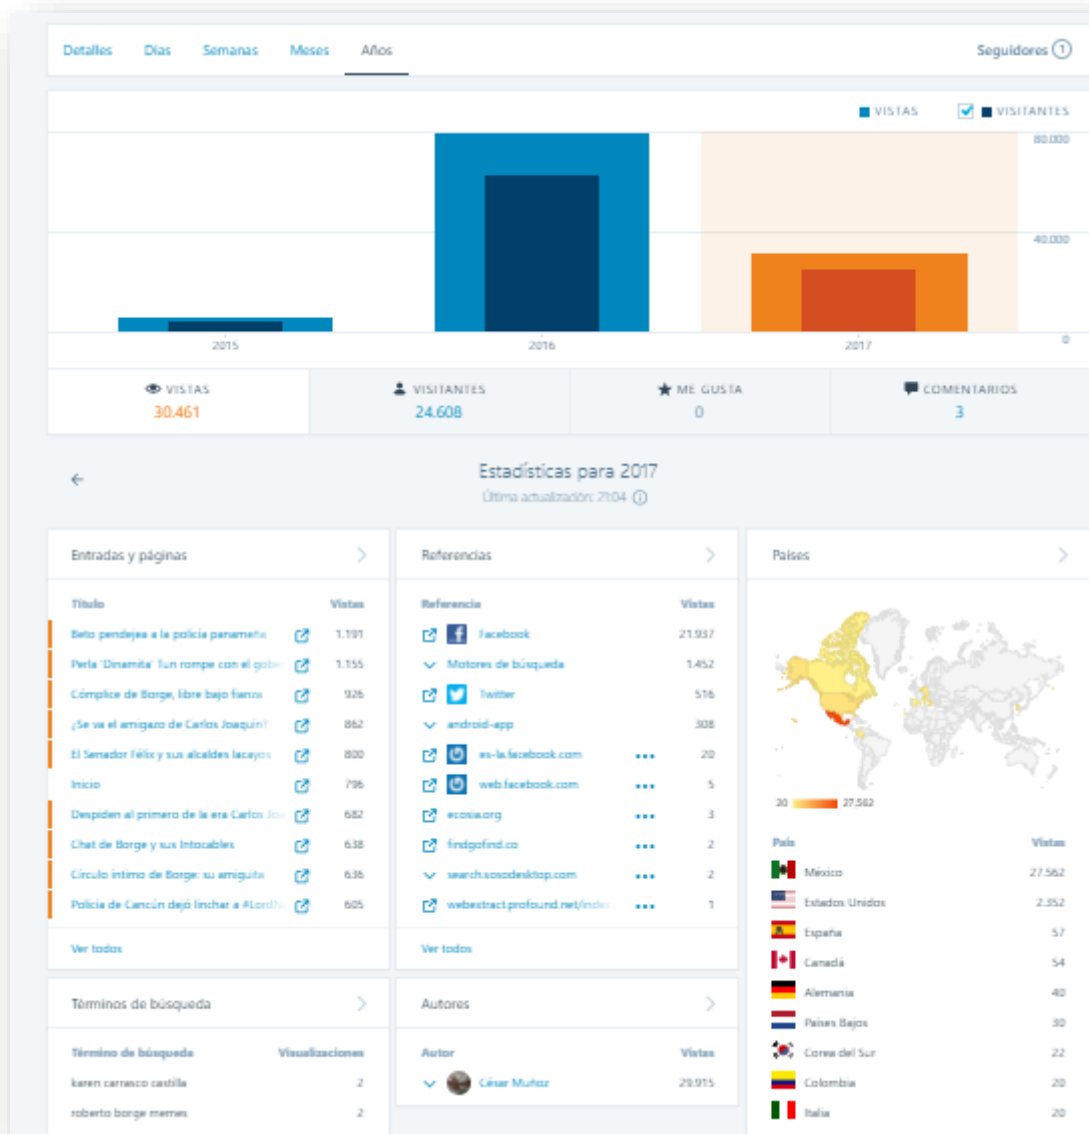 Detalles Días Semanas Meses Años Seguidores 1
VISTAS VISITANTES
80.000
40.000
0
2015 2016 2017
VISTAS VISITANTES ME GUSTA COMENTARIOS
30.461 24.608 0 3
Estadísticas para 2017
Última actualización: 21:04
Entradas y páginas
Título Vistas
Beto pendejea a la policía panameña 1.191
Perla 'Dinamita' Tun rompe con el gobie 1.155
Cómplice de Borge, libre bajo fianza 926
¿Se va el amigazo de Carlos Joaquín? 862
El Senador Félix y sus alcaldes lacayos 800
Inicio 796
Despiden al primero de la era Carlos Joa 682
Chat de Borge y sus Intocables 638
Círculo íntimo de Borge: su amiguita 636
Policía de Cancún dejó linchar a 605
Ver todos
Referencias
Referencia Vistas
Facebook 21.937
Motores de búsqueda 1.452
Twitter 516
android-app 308
es-la.facebook.com 20
web.facebook.com 5
ecosia.org 3
findgofind.co 2
search.sosodesktop.com 2
webextract.profound.net/index 1
Ver todos
Países
20 27,562
País Vistas
México 27.562
Estados Unidos 2.352
España 57
Canadá 54
Alemania 40
Países Bajos 30
Corea del Sur 22
Colombia 20
Italia 20
Términos de búsqueda
Término de búsqueda Visualizaciones
karen carrasco castilla 2
roberto borge memes 2
Autores
Autor Vistas
César Muñoz 29.915